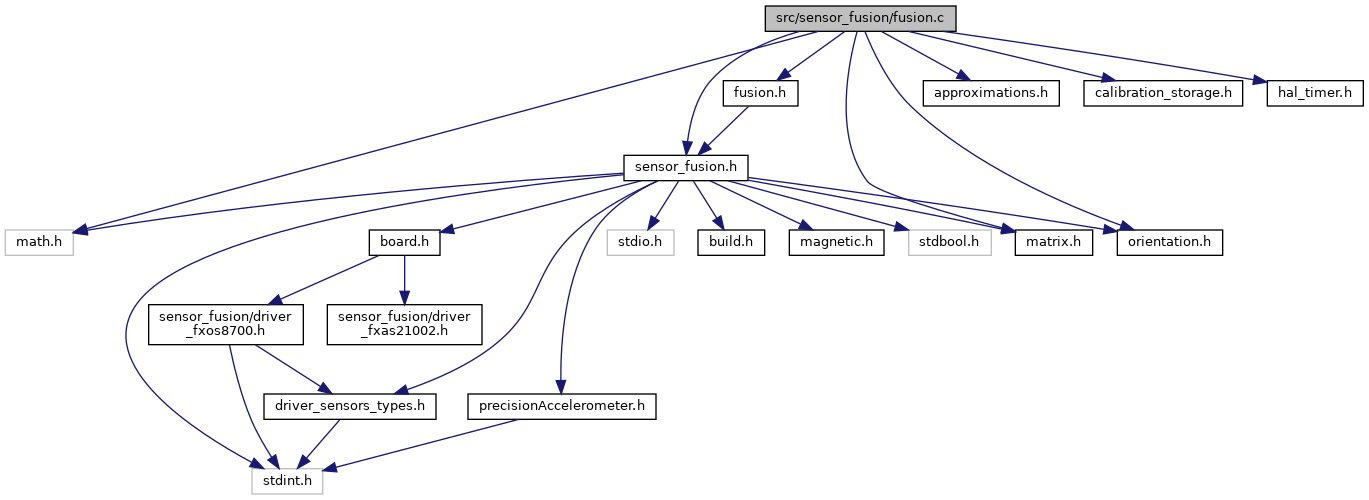 src/sensor_fusion/fusion.c
fusion.h
approximations.h
calibration_storage.h
hal_timer.h
sensor_fusion.h
math.h
board.h
stdio.h
build.h
magnetic.h
stdbool.h
matrix.h
orientation.h
sensor_fusion/driver
_fxos8700.h
sensor_fusion/driver
_fxas21002.h
driver_sensors_types.h
precisionAccelerometer.h
stdint.h